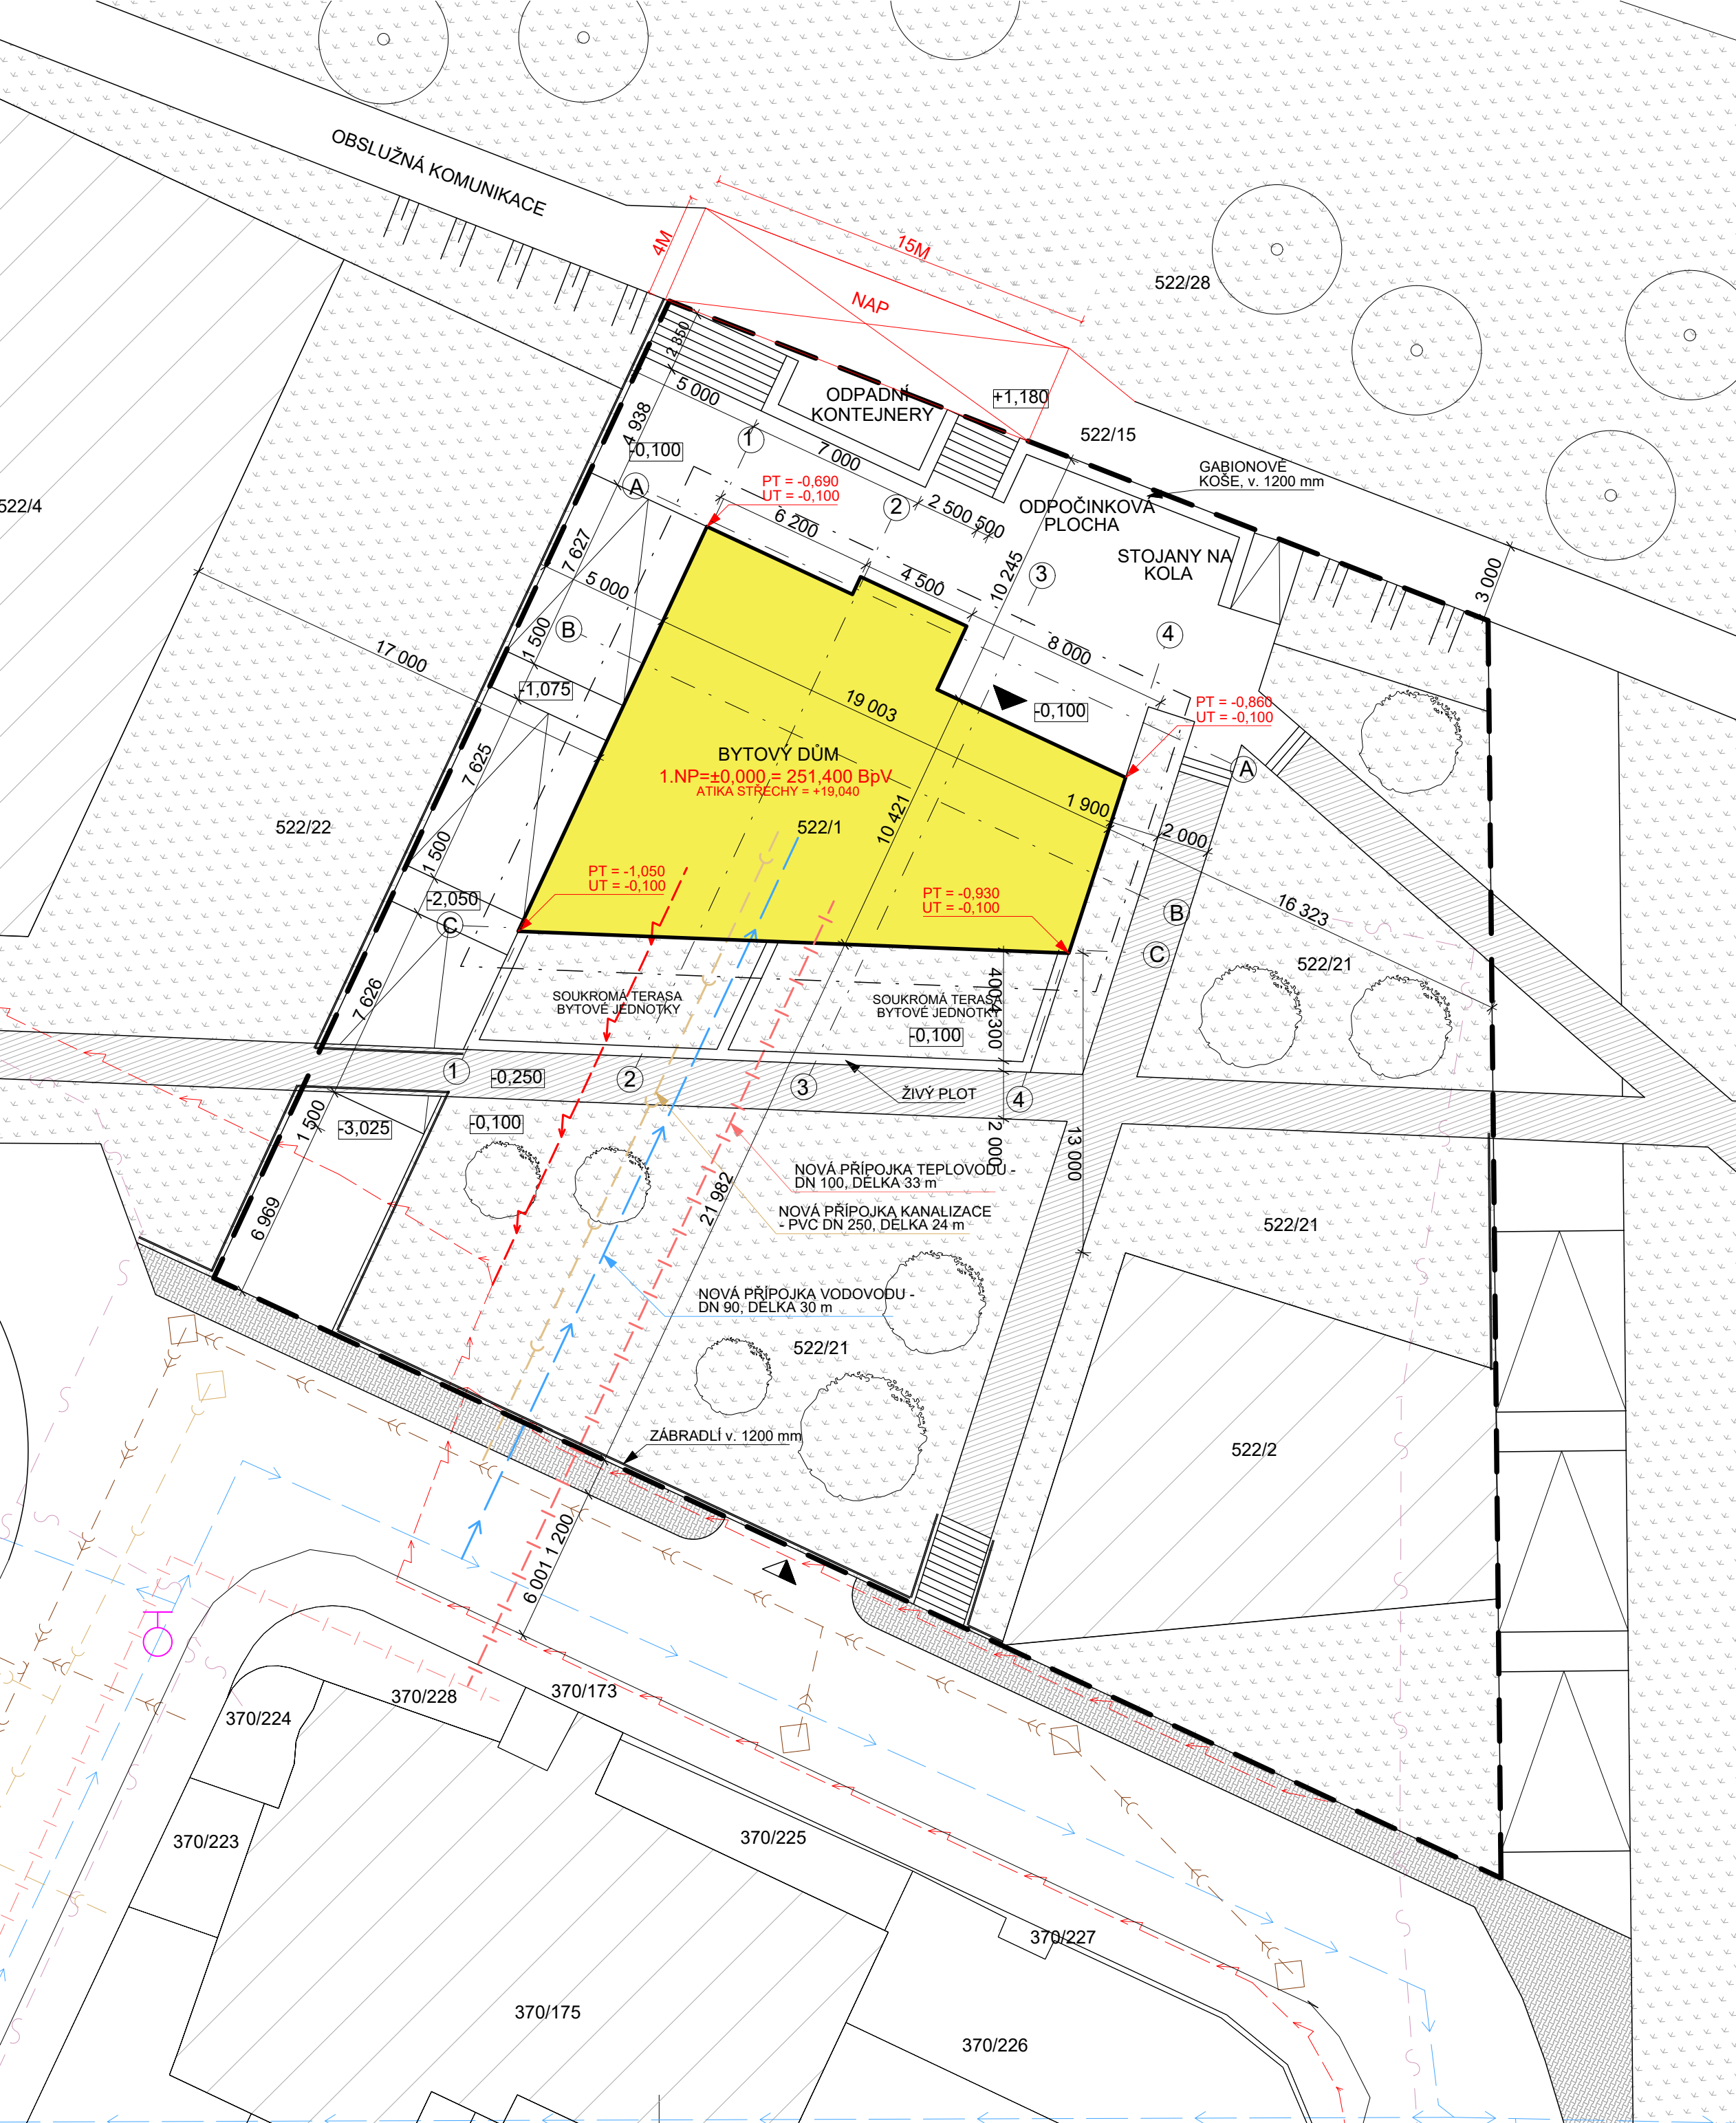 OBSLUŽNÁ KOMUNIKACE
4M
15M
NAP
522/28
2 350
5 000
ODPADNÍ
KONTEJNERY
+1,180
522/15
4 938
-0,100
1
7 000
GABIONOVÉ
KOŠE, v. 1200 mm
522/4
A
PT = -0,690
UT = -0,100
6 200
2
2 500
500
ODPOČINKOVÁ
PLOCHA
STOJANY NA
KOLA
7 627
5 000
4 500
10 245
3
3 000
B
1 500
4
17 000
8 000
-1,075
19 003
-0,100
PT = -0,860
UT = -0,100
BYTOVÝ DŮM
1.NP=±0,000 = 251,400 BpV
ATIKA STŘECHY = +19,040
7 625
A
522/22
522/1
10 421
1 900
2 000
1 500
PT = -1,050
UT = -0,100
PT = -0,930
UT = -0,100
-2,050
C
B
16 323
C
522/21
7 626
SOUKROMÁ TERASA
BYTOVÉ JEDNOTKY
SOUKROMÁ TERASA
BYTOVÉ JEDNOTKY
400
4 300
-0,100
1
-0,250
2
3
4
ŽIVÝ PLOT
1 500
-3,025
-0,100
2 000
13 000
NOVÁ PŘÍPOJKA TEPLOVODU -
DN 100, DÉLKA 33 m
21 982
NOVÁ PŘÍPOJKA KANALIZACE
- PVC DN 250, DÉLKA 24 m
6 969
522/21
NOVÁ PŘÍPOJKA VODOVODU -
DN 90, DÉLKA 30 m
522/21
ZÁBRADLÍ v. 1200 mm
522/2
1 200
6 001
370/228
370/173
370/224
370/223
370/225
370/227
370/175
370/226